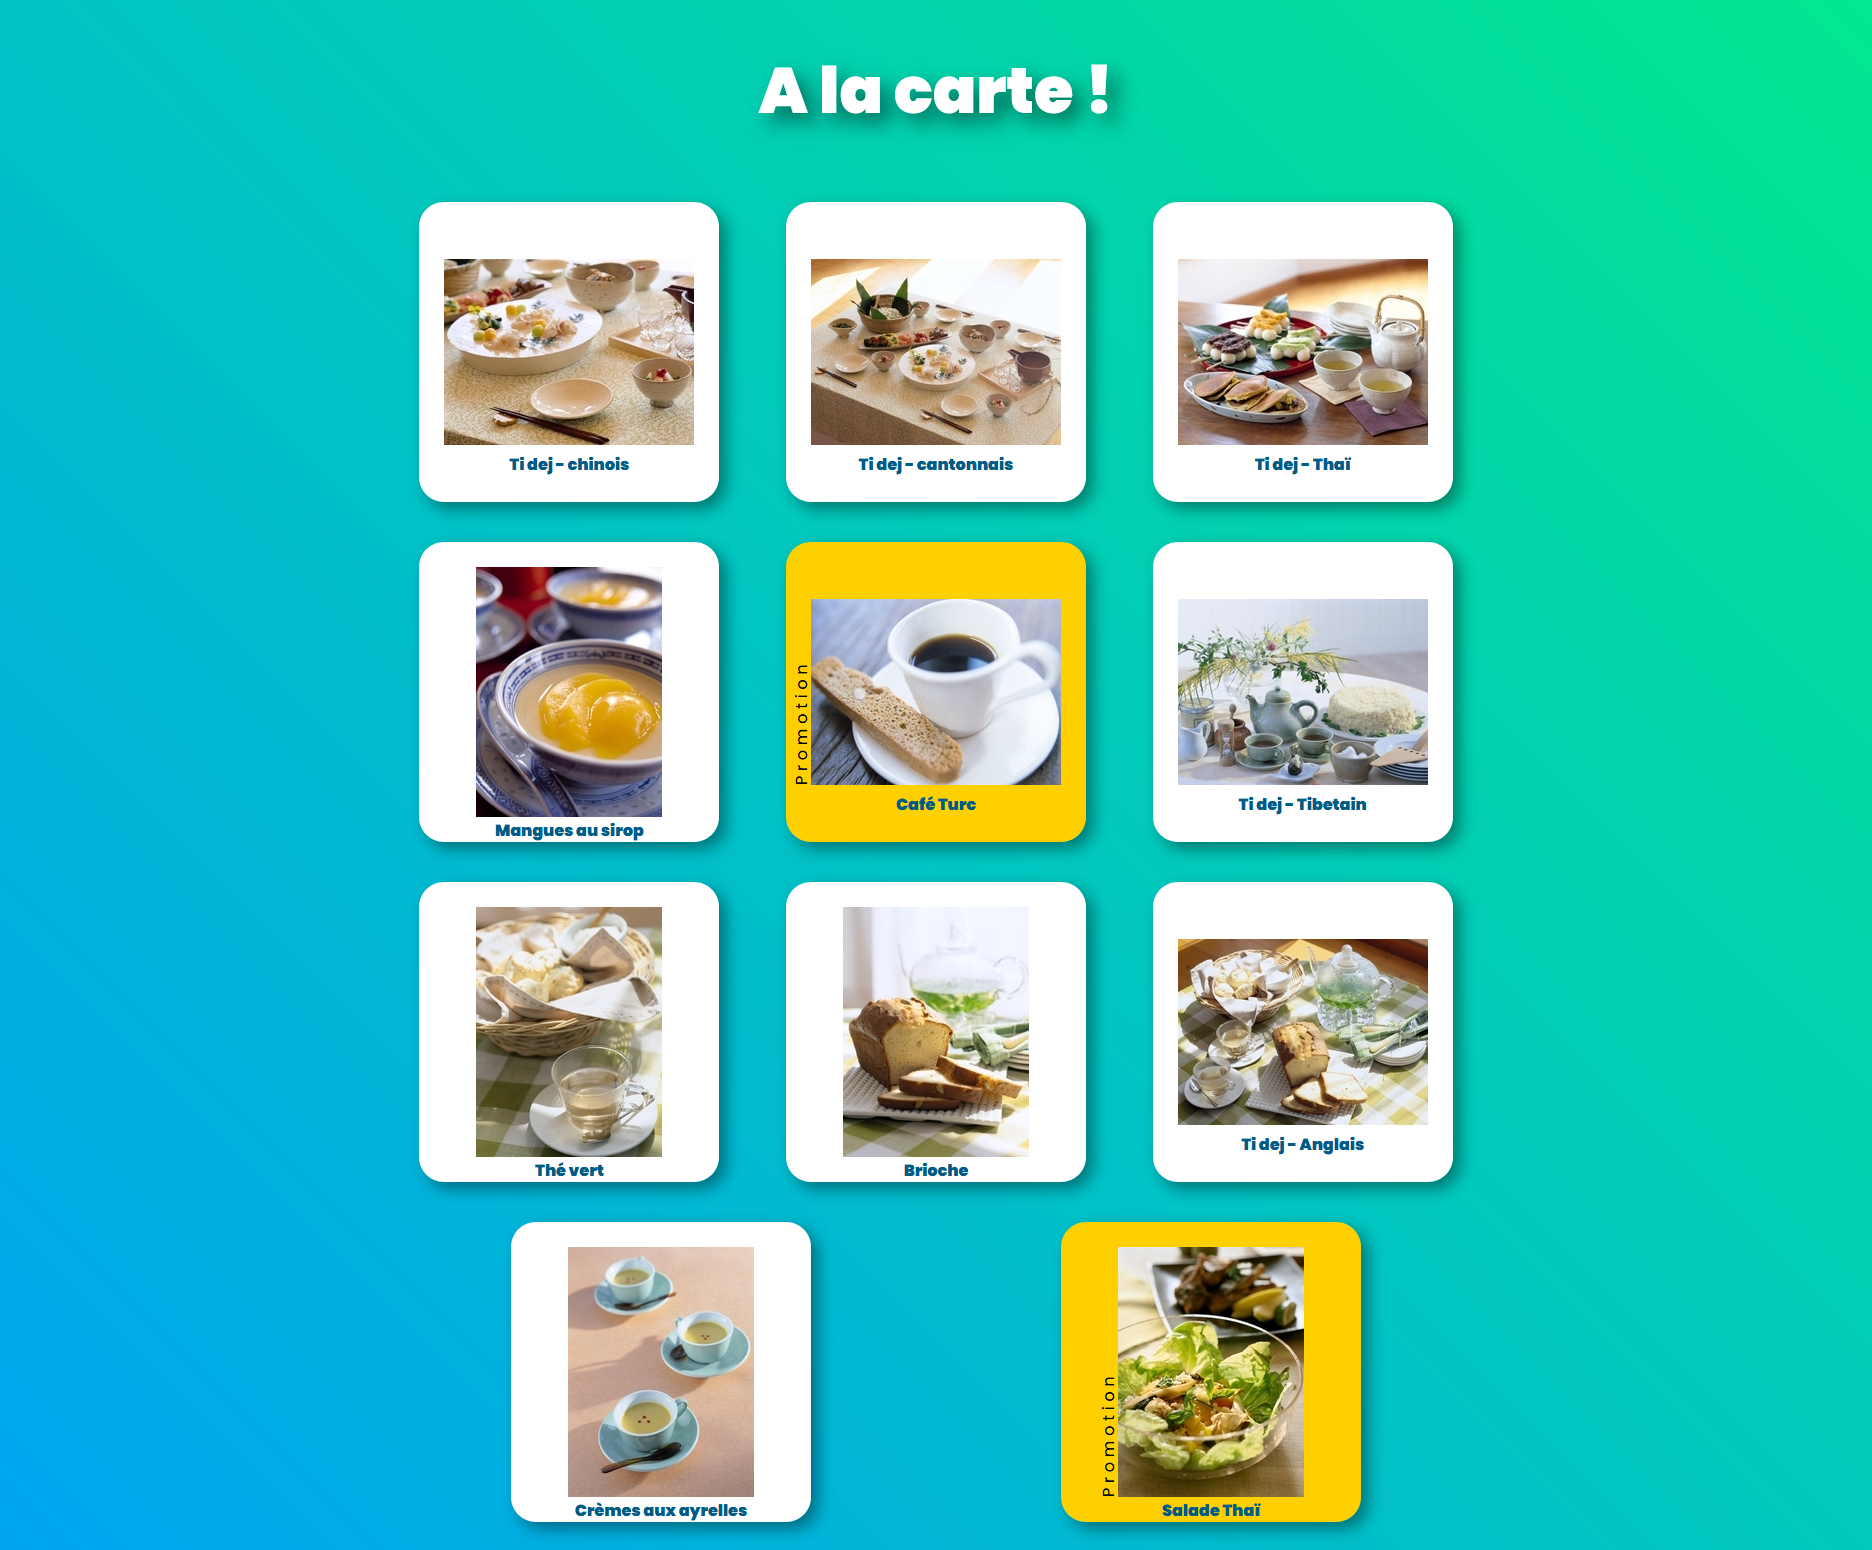 A la carte !
Ti dej - chinois
Ti dej - cantonnais
Ti dej - Thaï
Mangues au sirop
Promotion
Café Turc
Ti dej - Tibetain
Thé vert
Brioche
Ti dej - Anglais
Crèmes aux ayrelles
Promotion
Salade Thaï